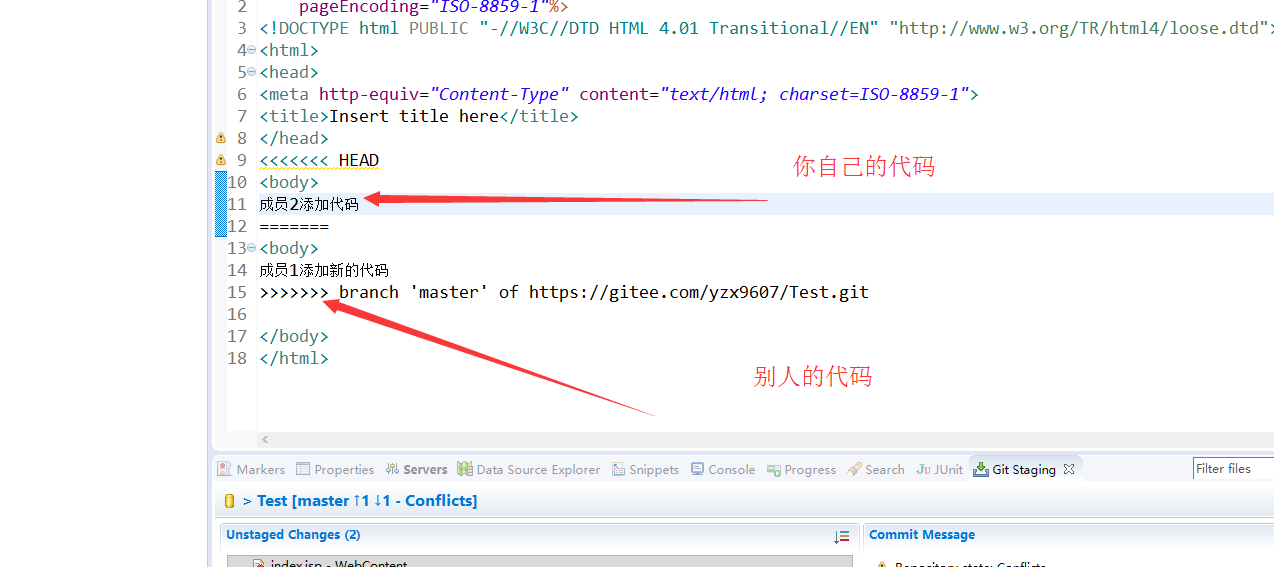 2 pageEncoding="ISO-8859-1"%>
3 <!DOCTYPE html PUBLIC "-//W3C//DTD HTML 4.01 Transitional//EN" "http://www.w3.org/TR/html4/loose.dtd">
4 <html>
5 <head>
6 <meta http-equiv="Content-Type" content="text/html; charset=ISO-8859-1">
7 <title>Insert title here</title>
8 </head>
9 <<<<<<< HEAD
你自己的代码
10 <body>
11 成员2添加代码
12 =======
13 <body>
14 成员1添加新的代码
15 >>>>>>> branch 'master' of https://gitee.com/yzx9607/Test.git
16
17 </body>
18 </html>
别人的代码
Markers Properties Servers Data Source Explorer Snippets Console Progress Search JUnit Git Staging Filter files
> Test [master ↑1 ↓1 - Conflicts]
Unstaged Changes (2) Commit Message
index.jsp - WebContent Repository state: Conflicts